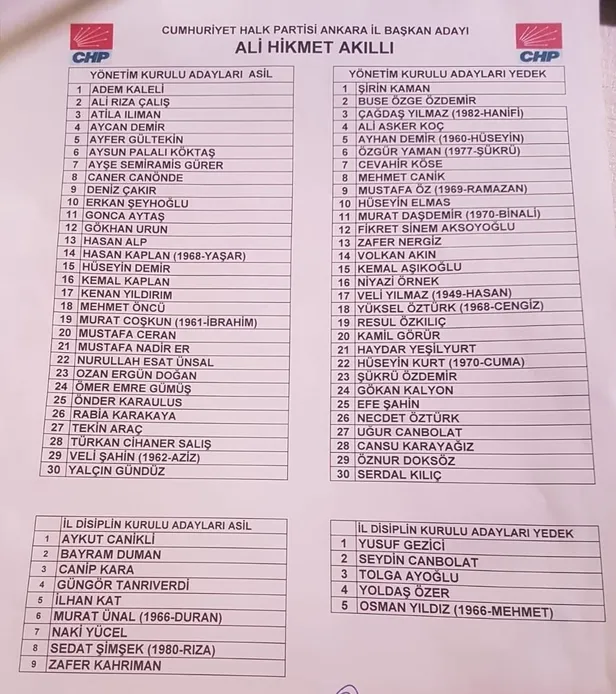 CUMHURİYET HALK PARTİSİ ANKARA İL BAŞKAN ADAYI
ALİ HİKMET AKILLI
CHP
CHP
YÖNETİM KURULU ADAYLARI ASİL
1 ADEM KALELİ
2 ALİ RIZA ÇALIŞ
3 ATİLA ILIMAN
4 AYCAN DEMİR
5 AYFER GÜLTEKİN
6 AYSUN PALALI KÖKTAŞ
7 AYŞE SEMİRAMİS GÜRER
8 CANER CANÖNDE
9 DENİZ ÇAKIR
10 ERKAN ŞEYHOĞLU
11 GONCA AYTAŞ
12 GÖKHAN URUN
13 HASAN ALP
14 HASAN KAPLAN (1968-YAŞAR)
15 HÜSEYİN DEMİR
16 KEMAL KAPLAN
17 KENAN YILDIRIM
18 MEHMET ÖNCÜ
19 MURAT COŞKUN (1961-İBRAHİM)
20 MUSTAFA CERAN
21 MUSTAFA NADİR ER
22 NURULLAH ESAT ÜNSAL
23 OZAN ERGÜN DOĞAN
24 ÖMER EMRE GÜMÜŞ
25 ÖNDER KARAULUS
26 RABİA KARAKAYA
27 TEKİN ARAÇ
28 TÜRKAN CİHANER SALIŞ
29 VELİ ŞAHİN (1962-AZİZ)
30 YALÇIN GÜNDÜZ
YÖNETİM KURULU ADAYLARI YEDEK
1 ŞİRİN KAMAN
2 BUSE ÖZGE ÖZDEMİR
3 ÇAĞDAŞ YILMAZ (1982-HANİFİ)
4 ALİ ASKER KOÇ
5 AYHAN DEMİR (1960-HÜSEYİN)
6 ÖZGÜR YAMAN (1977-ŞÜKRÜ)
7 CEVAHİR KÖSE
8 MEHMET CANİK
9 MUSTAFA ÖZ (1969-RAMAZAN)
10 HÜSEYİN ELMAS
11 MURAT DAŞDEMİR (1970-BİNALİ)
12 FİKRET SİNEM AKSOYOĞLU
13 ZAFER NERGİZ
14 VOLKAN AKIN
15 KEMAL AŞIKOĞLU
16 NİYAZİ ÖRNEK
17 VELİ YILMAZ (1949-HASAN)
18 YÜKSEL ÖZTÜRK (1968-CENGİZ)
19 RESUL ÖZKILIÇ
20 KAMİL GÖRÜR
21 HAYDAR YEŞİLYURT
22 HÜSEYİN KURT (1970-CUMA)
23 ŞÜKRÜ ÖZDEMİR
24 GÖKAN KALYON
25 EFE ŞAHİN
26 NECDET ÖZTÜRK
27 UĞUR CANBOLAT
28 CANSU KARAYAĞIZ
29 ÖZNUR DOKSÖZ
30 SERDAL KILIÇ
İL DİSİPLİN KURULU ADAYLARI ASİL
1 AYKUT CANİKLİ
2 BAYRAM DUMAN
3 CANİP KARA
4 GÜNGÖR TANRIVERDİ
5 İLHAN KAT
6 MURAT ÜNAL (1966-DURAN)
7 NAKİ YÜCEL
8 SEDAT ŞİMŞEK (1980-RIZA)
9 ZAFER KAHRIMAN
İL DİSİPLİN KURULU ADAYLARI YEDEK
1 YUSUF GEZİCİ
2 SEYDİN CANBOLAT
3 TOLGA AYOĞLU
4 YOLDAŞ ÖZER
5 OSMAN YILDIZ (1966-MEHMET)